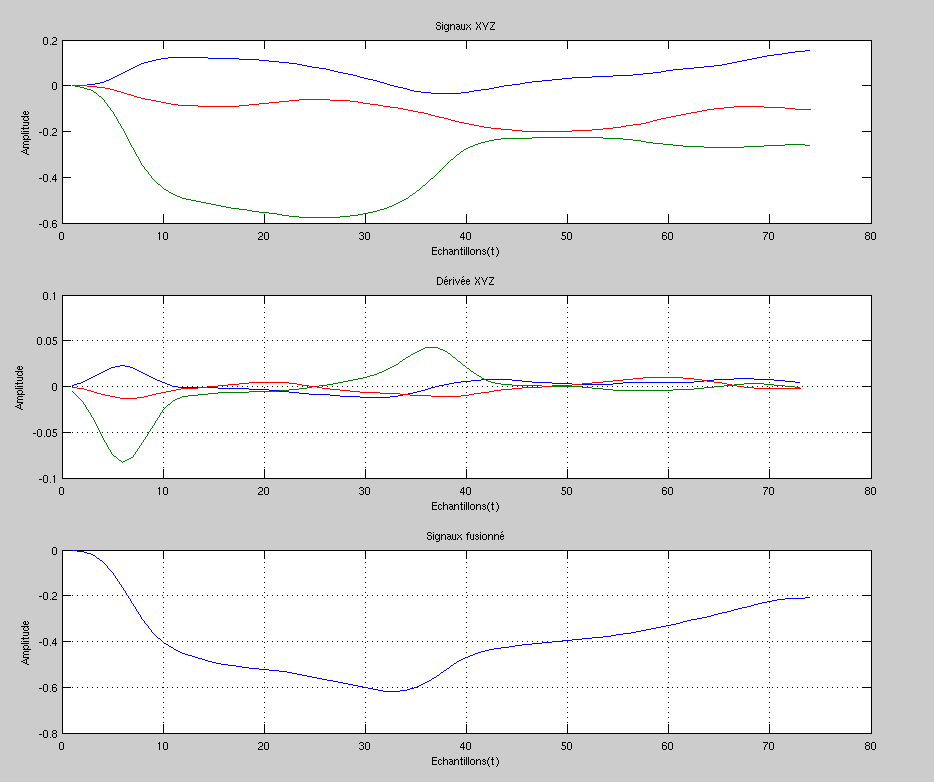 Signaux XYZ
0.2
0
-0.2
-0.4
-0.6
Amplitude
0 10 20 30 40 50 60 70 80
Echantillons(t)
Dérivée XYZ
0.1
0.05
0
-0.05
-0.1
Amplitude
0 10 20 30 40 50 60 70 80
Echantillons(t)
Signaux fusionné
0
-0.2
-0.4
-0.6
-0.8
Amplitude
0 10 20 30 40 50 60 70 80
Echantillons(t)